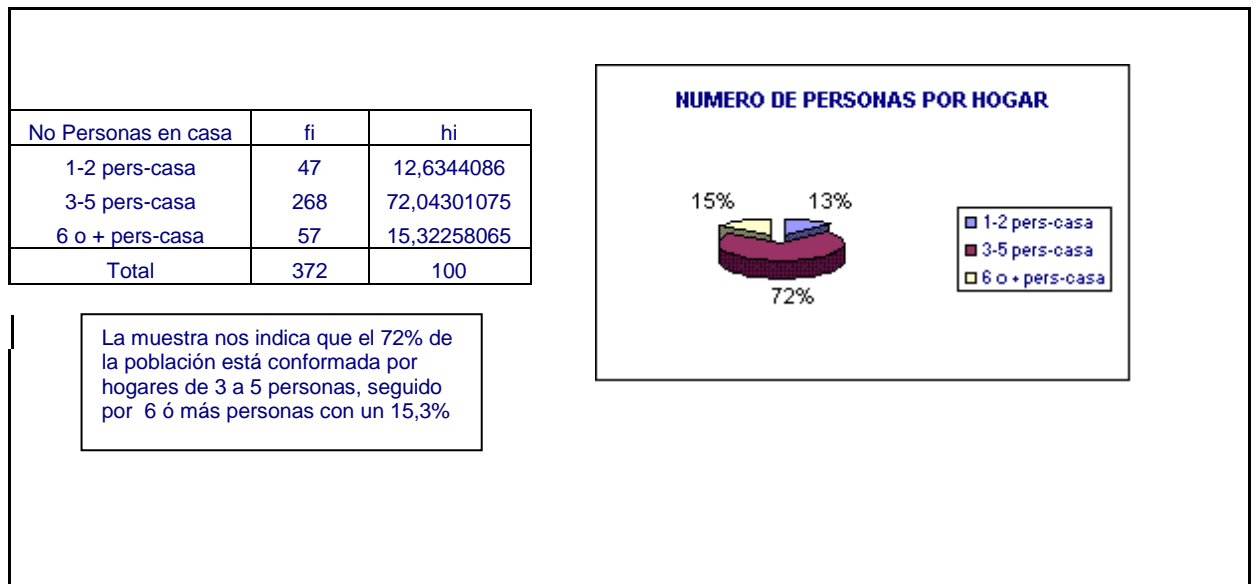 No Personas en casa fi hi
1-2 pers-casa 47 12,6344086
3-5 pers-casa 268 72,04301075
6 o + pers-casa 57 15,32258065
Total 372 100
La muestra nos indica que el 72% de
la población está conformada por
hogares de 3 a 5 personas, seguido
por 6 ó más personas con un 15,3%
NUMERO DE PERSONAS POR HOGAR
15% 13%
72%
1-2 pers-casa
3-5 pers-casa
6 o + pers-casa